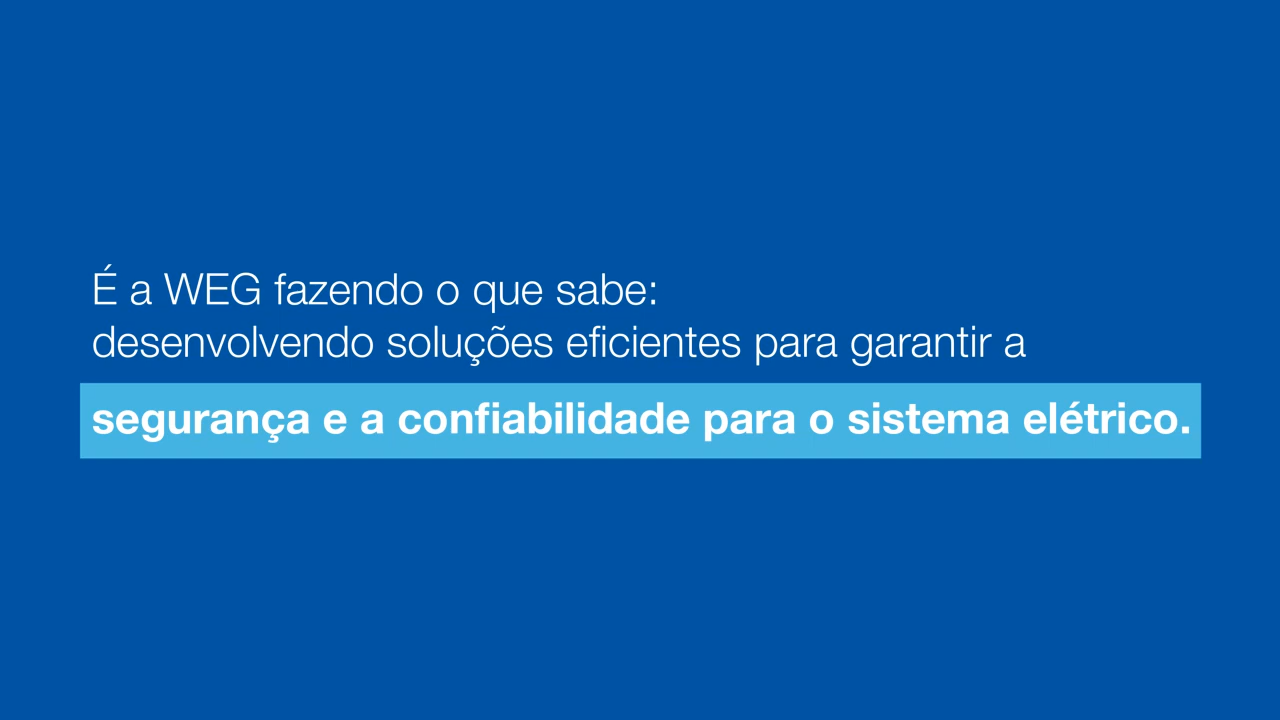 É a WEG fazendo o que sabe:
desenvolvendo soluções eficientes para garantir a
segurança e a confiabilidade para o sistema elétrico.